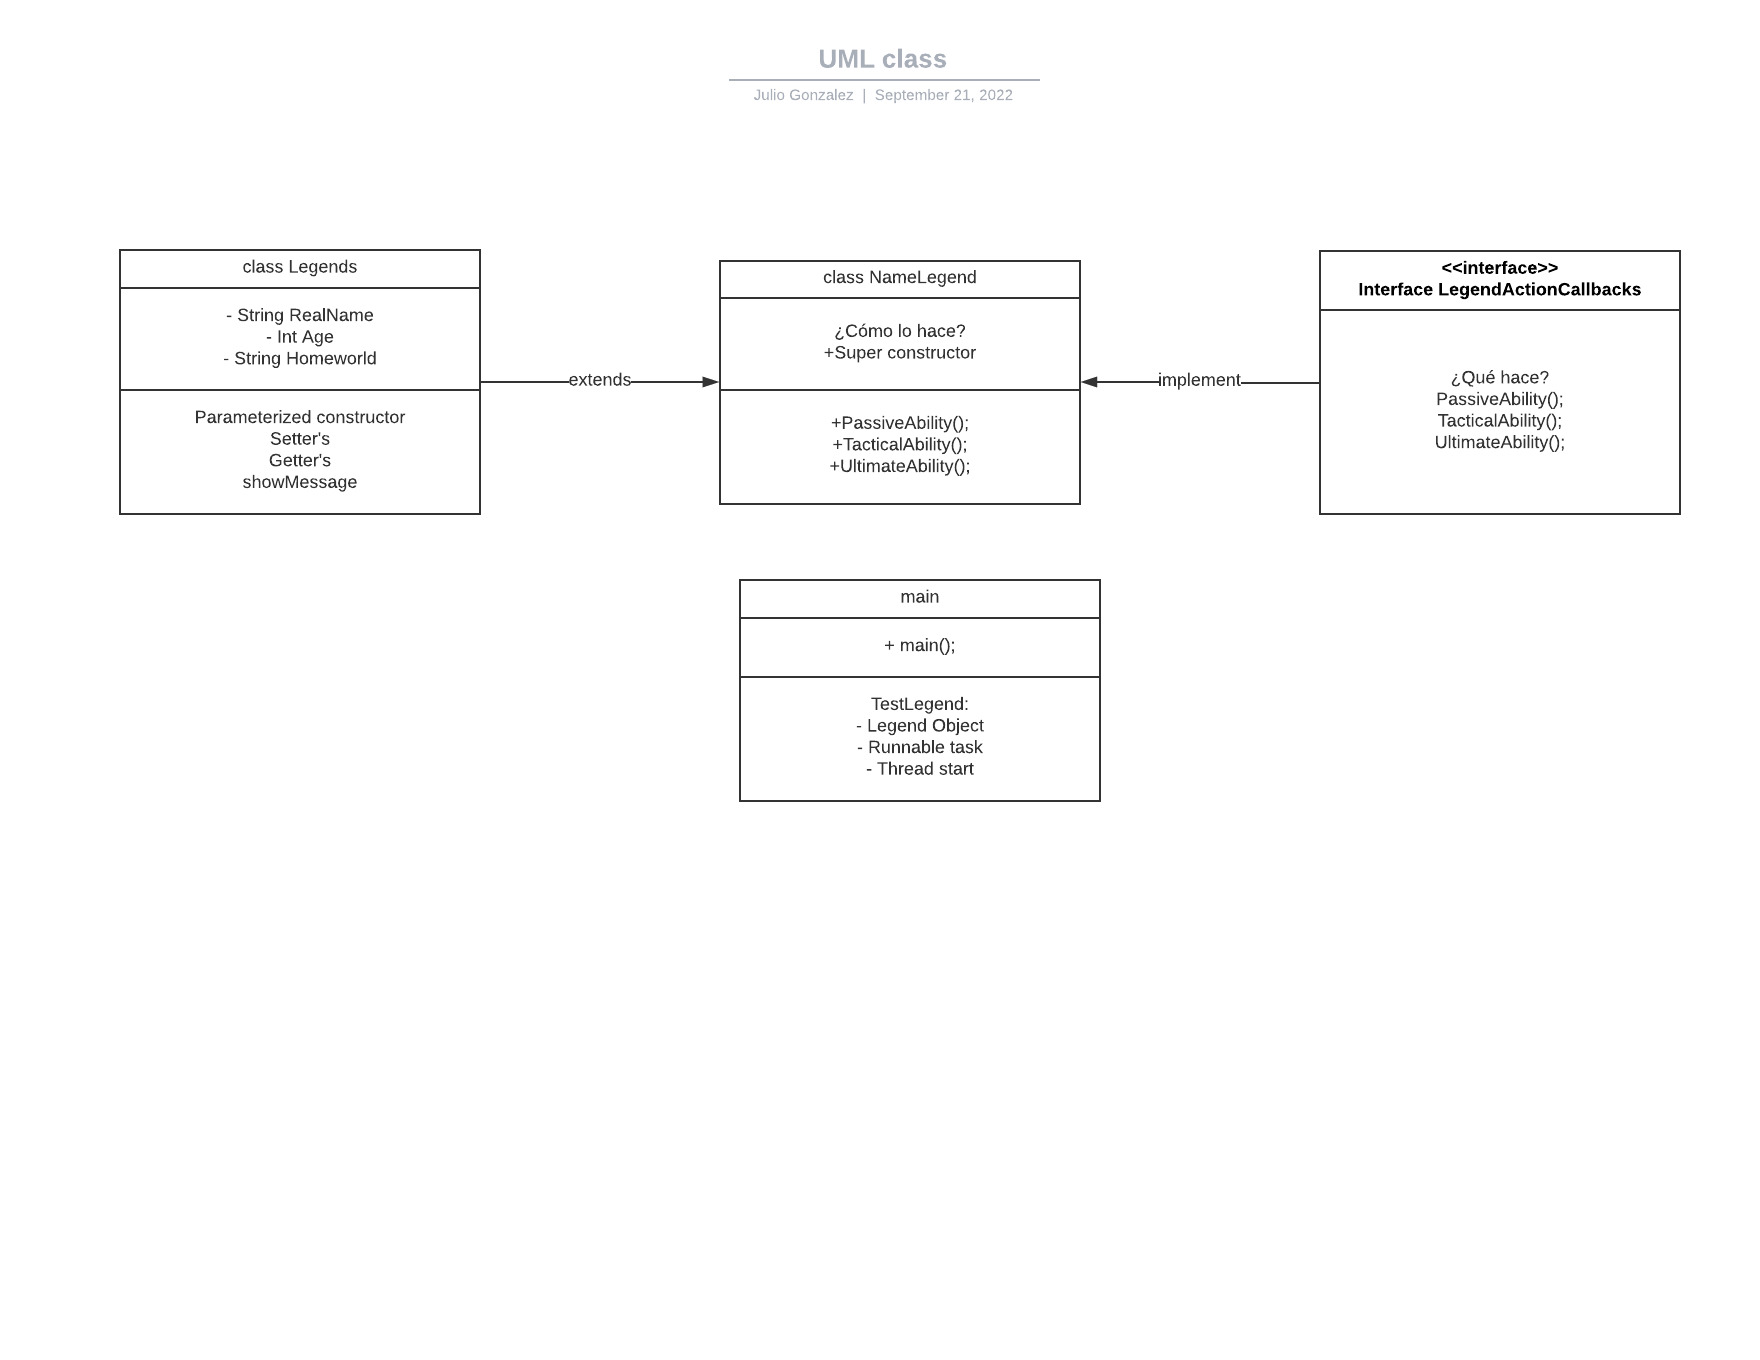 UML class
Julio Gonzalez | September 21, 2022
class Legends
- String RealName
- Int Age
- String Homeworld
Parameterized constructor
Setter's
Getter's
showMessage
extends
class NameLegend
¿Cómo lo hace?
+Super constructor
+PassiveAbility();
+TacticalAbility();
+UltimateAbility();
implement
<<interface>>
Interface LegendActionCallbacks
¿Qué hace?
PassiveAbility();
TacticalAbility();
UltimateAbility();
main
+ main();
TestLegend:
- Legend Object
- Runnable task
- Thread start